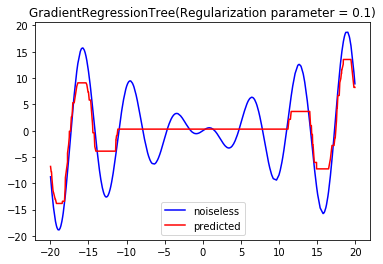 GradientRegressionTree(Regularization parameter = 0.1)
20
15
10
5
0
−5
−10
−15
−20
−20 −15 −10 −5 0 5 10 15 20
noiseless
predicted